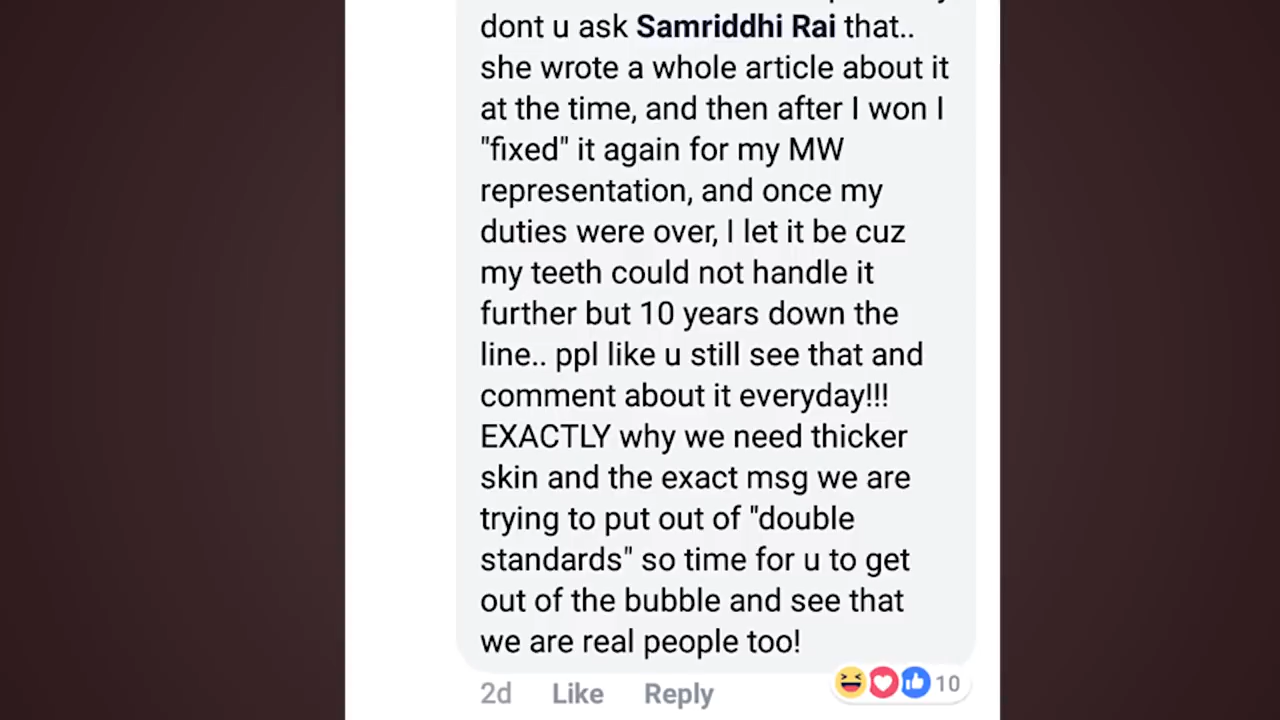 dont u ask Samriddhi Rai that..
she wrote a whole article about it
at the time, and then after I won I
"fixed" it again for my MW
representation, and once my
duties were over, I let it be cuz
my teeth could not handle it
further but 10 years down the
line.. ppl like u still see that and
comment about it everyday!!!
EXACTLY why we need thicker
skin and the exact msg we are
trying to put out of "double
standards" so time for u to get
out of the bubble and see that
we are real people too!
2d Like Reply 10